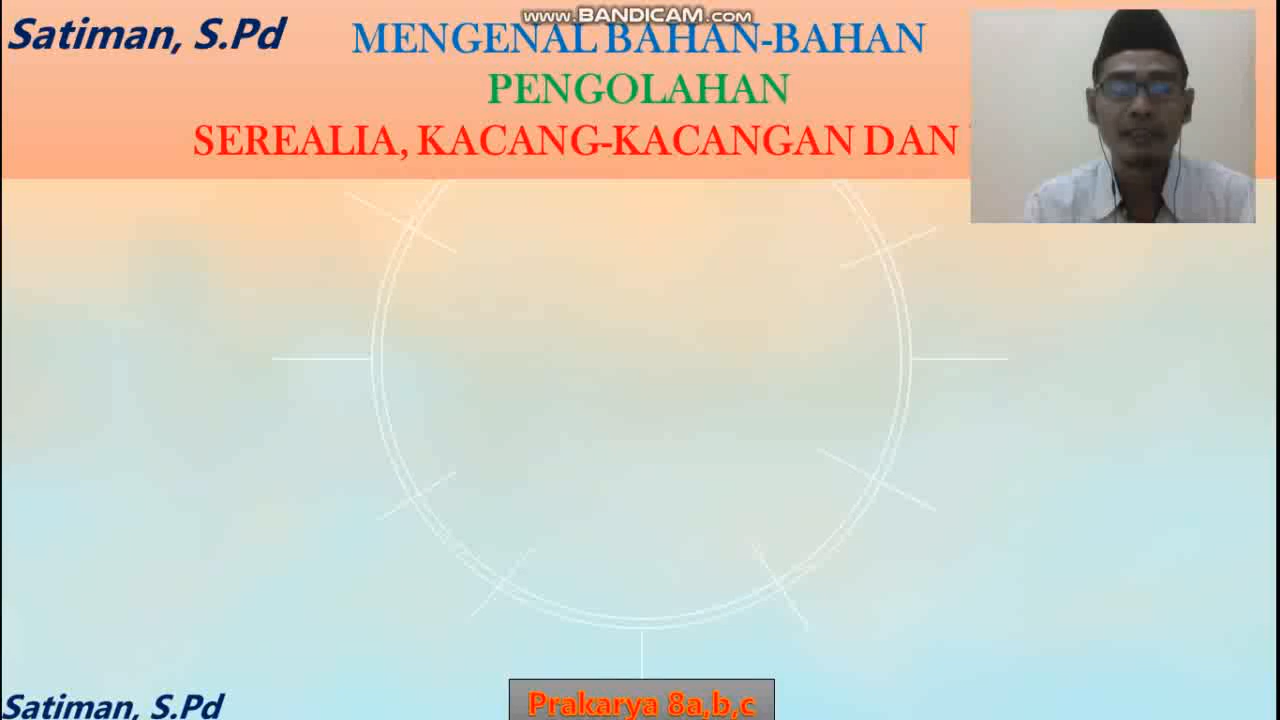 www.BANDICAM.com
Satiman, S.Pd
MENGENAL BAHAN-BAHAN
PENGOLAHAN
SEREALIA, KACANG-KACANGAN DAN
Prakarya 8a,b,c
Satiman, S.Pd